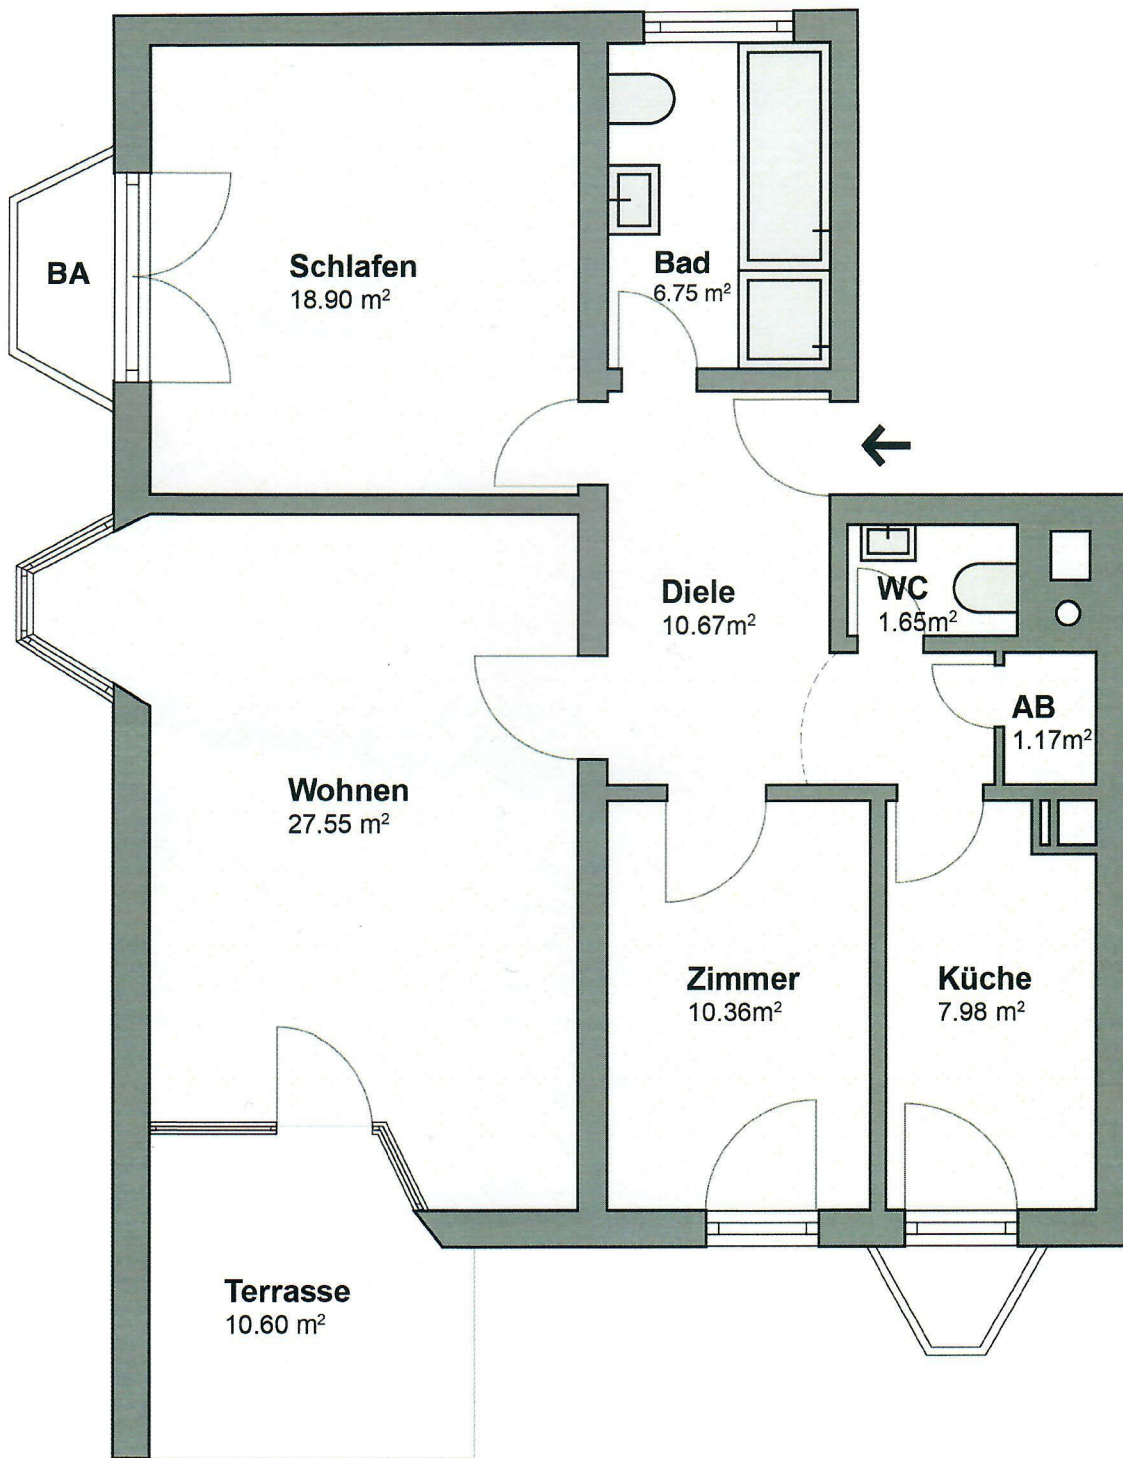 BA
Schlafen
18.90 m²
Bad
6.75 m²
Diele
10.67m²
WC
1.65m²
AB
1.17m²
Wohnen
27.55 m²
Zimmer
10.36m²
Küche
7.98 m²
Terrasse
10.60 m²